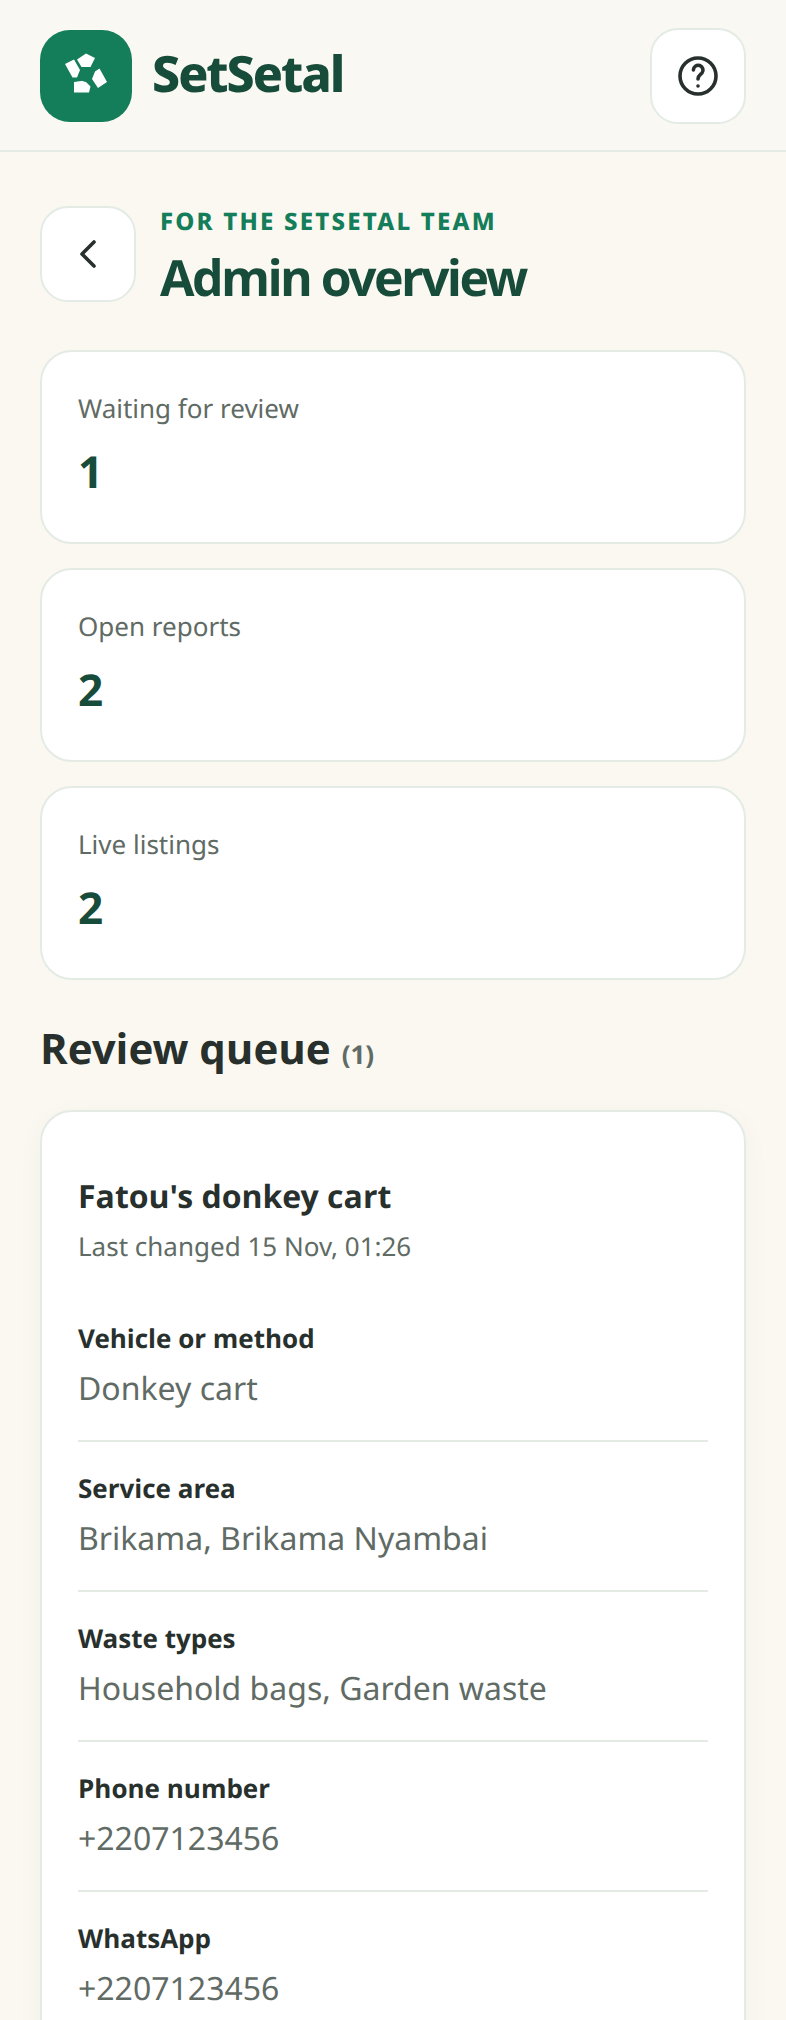 SetSetal
FOR THE SETSETAL TEAM
Admin overview
Waiting for review
1
Open reports
2
Live listings
2
Review queue (1)
Fatou's donkey cart
Last changed 15 Nov, 01:26
Vehicle or method
Donkey cart
Service area
Brikama, Brikama Nyambai
Waste types
Household bags, Garden waste
Phone number
+2207123456
WhatsApp
+2207123456